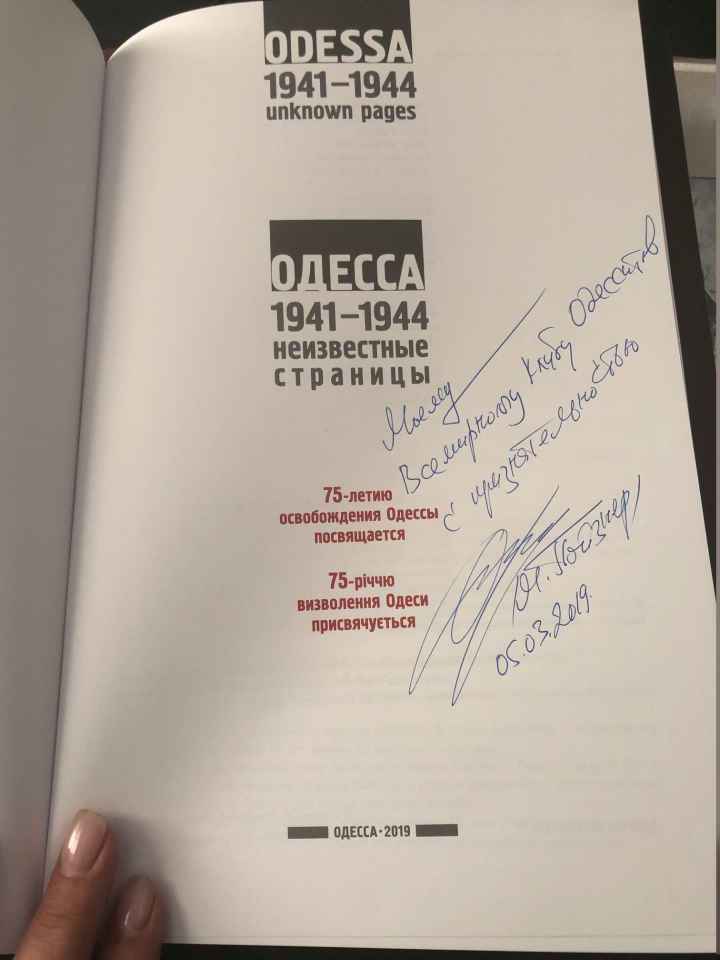 ODESSA
1941–1944
unknown pages
ОДЕССА
1941–1944
неизвестные
страницы
Моему
Всемирному клубу Одесситов
с признательностью
М. Пойзнер
05.03.2019.
75-летию
освобождения Одессы
посвящается
75-річчю
визволення Одеси
присвячується
ОДЕССА•2019